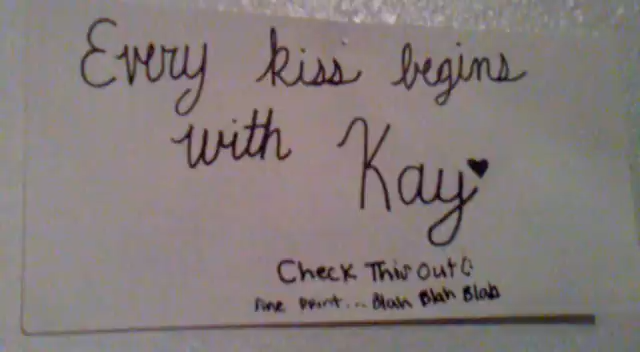 Every kiss begins
with Kay
Check This out (:
Fine Print... Blah Blah Blah